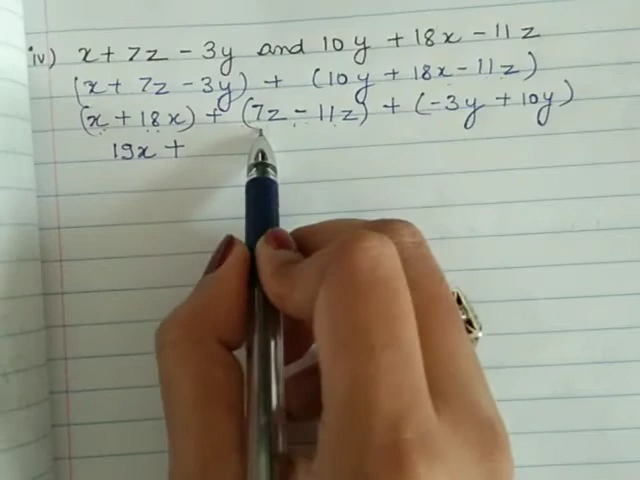 iv) x + 7z - 3y and 10y + 18x - 11z
(x + 7z - 3y) + (10y + 18x - 11z)
(x + 18x) + (7z - 11z) + (-3y + 10y)
19x +